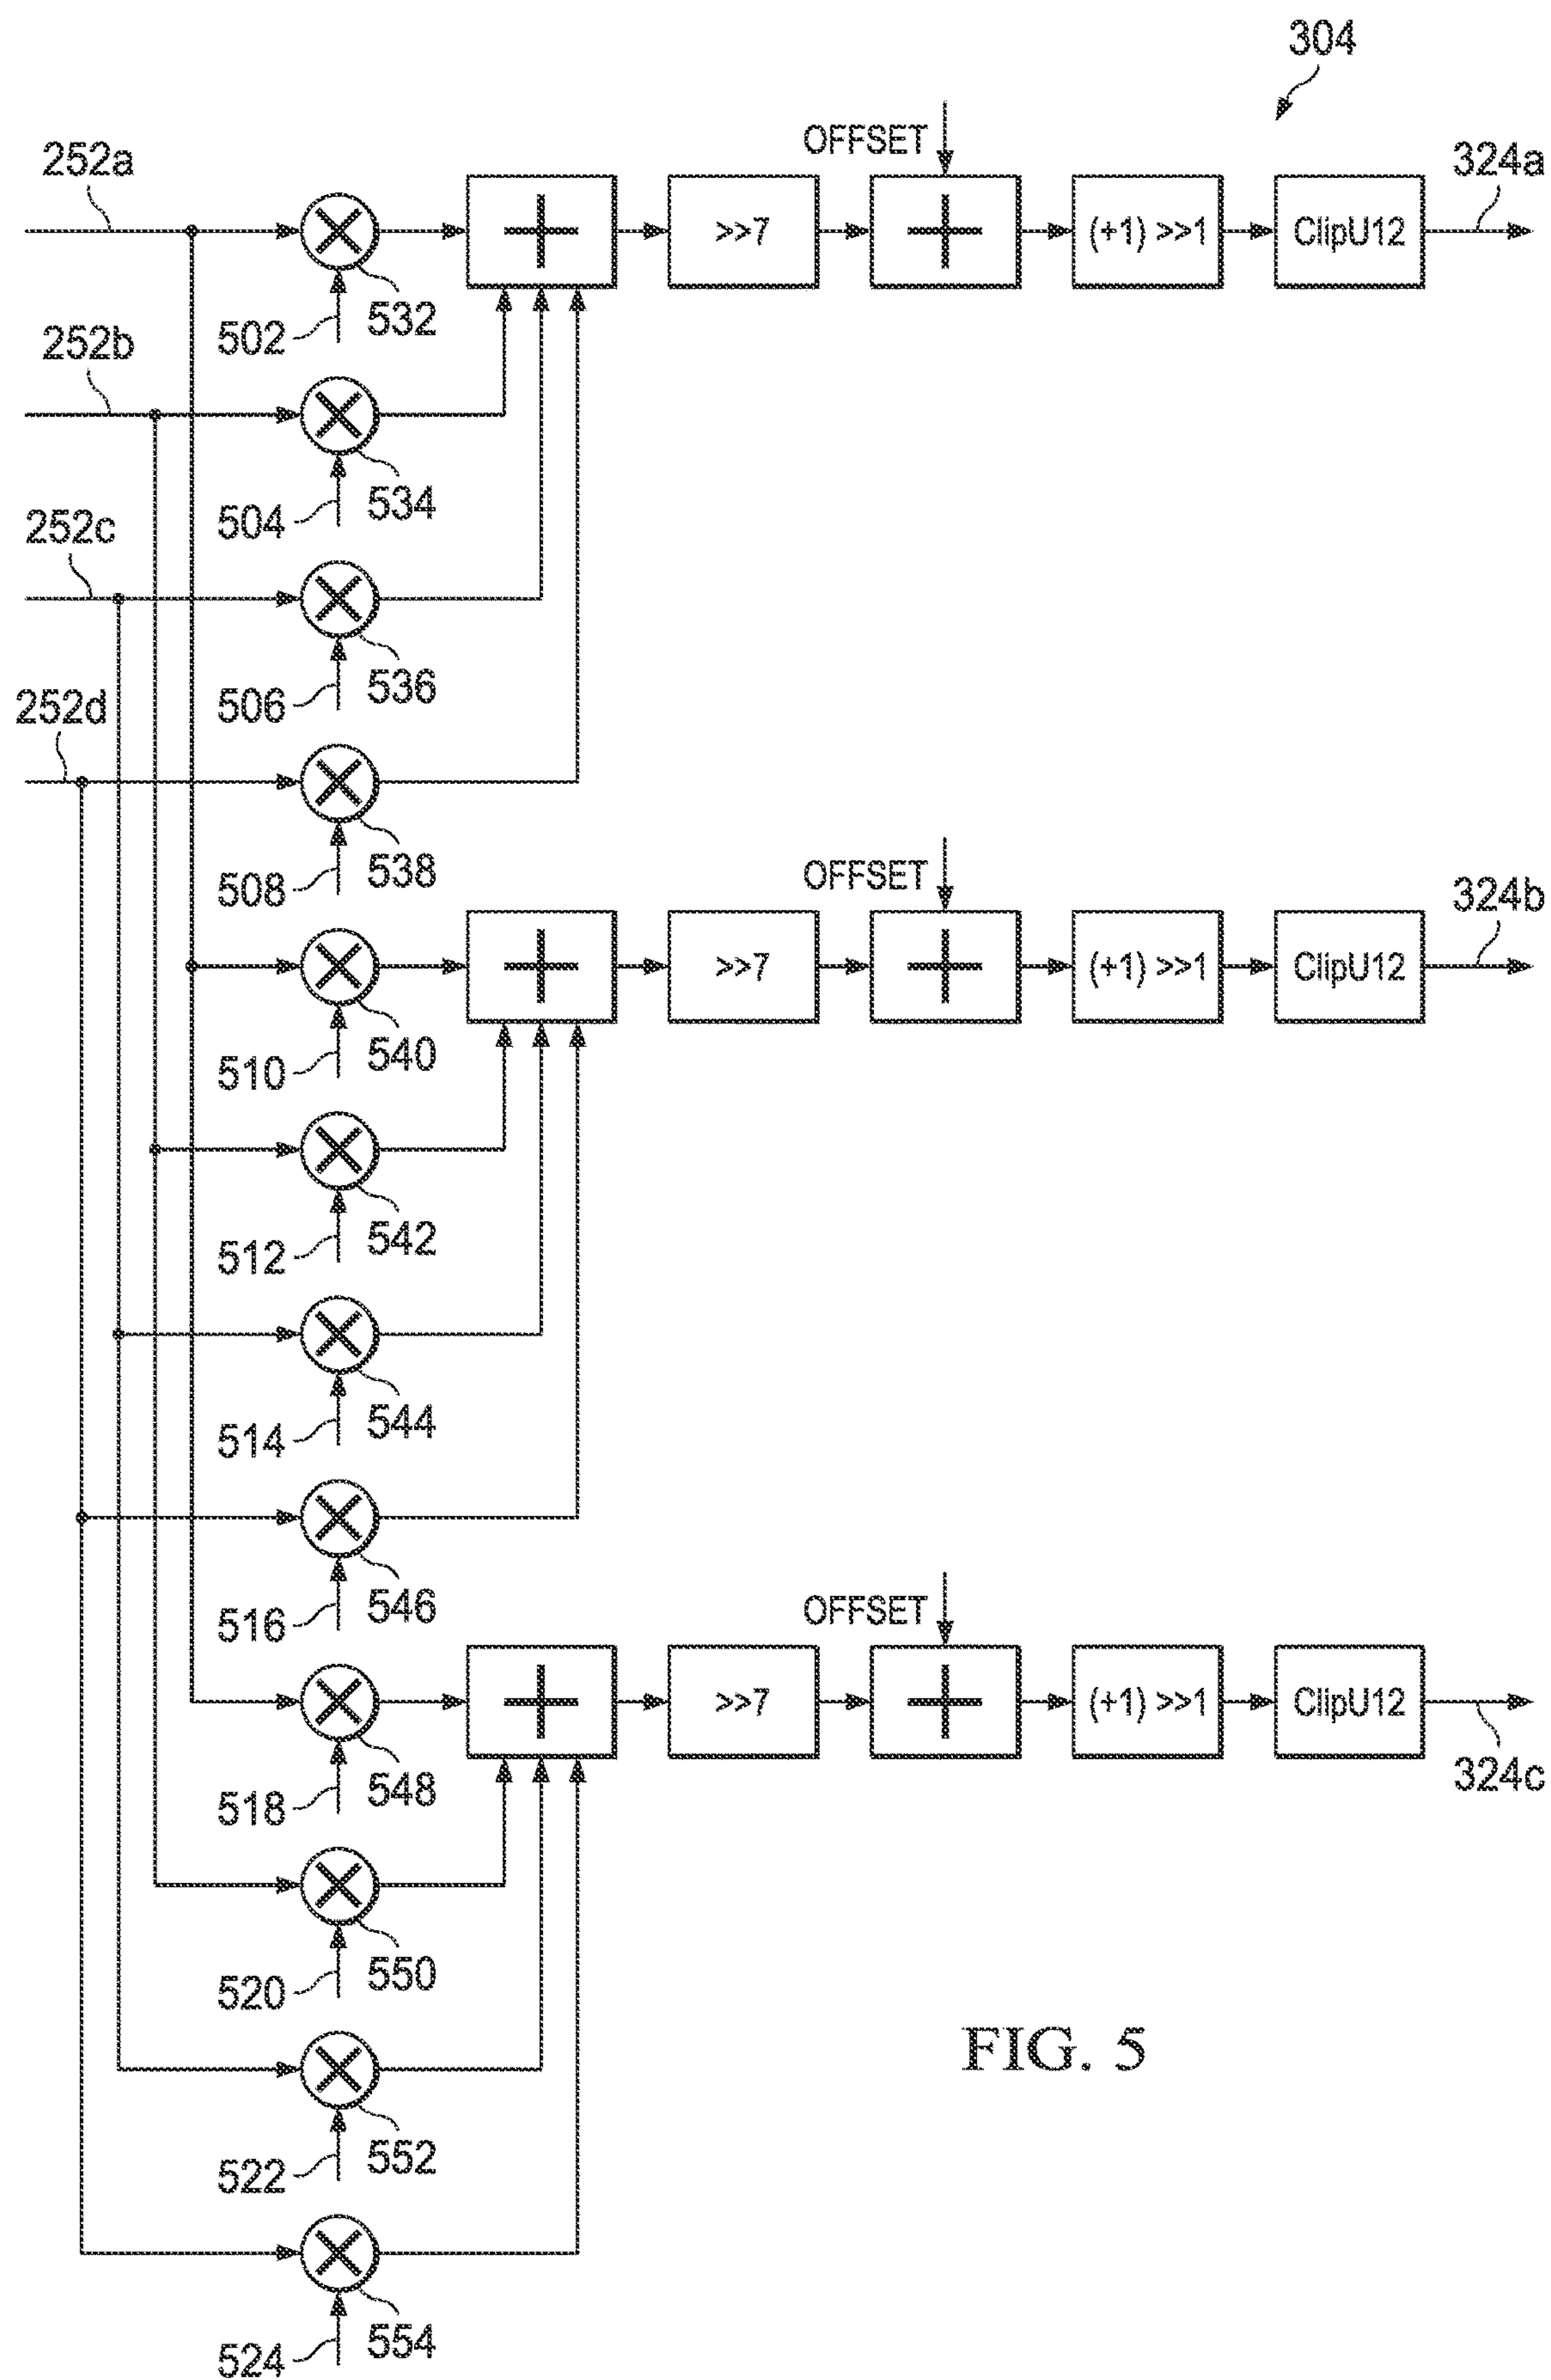 304
252a
OFFSET
324a
>>7
(+1) >>1
ClipU12
502
532
252b
504
534
252c
506
536
252d
508
538
OFFSET
324b
>>7
(+1) >>1
ClipU12
510
540
512
542
514
544
516
546
OFFSET
>>7
(+1) >>1
ClipU12
324c
518
548
520
550
FIG. 5
522
552
524
554